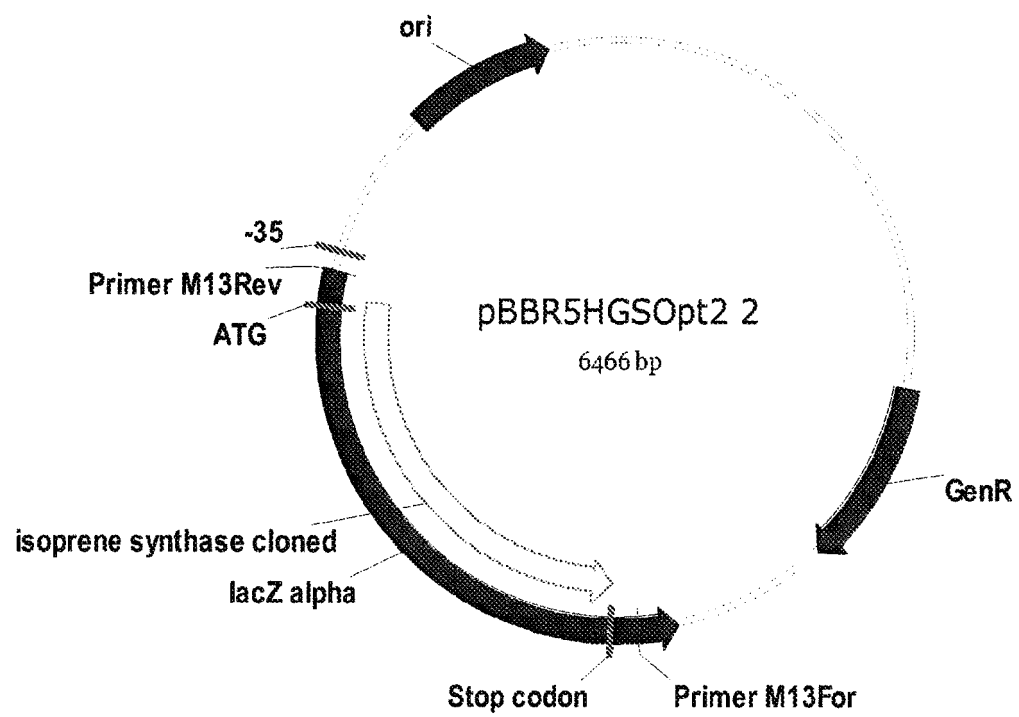 ori
-35
Primer M13Rev
ATG
pBBR5HGSOpt2 2
6466 bp
GenR
isoprene synthase cloned
lacZ alpha
Stop codon
Primer M13For